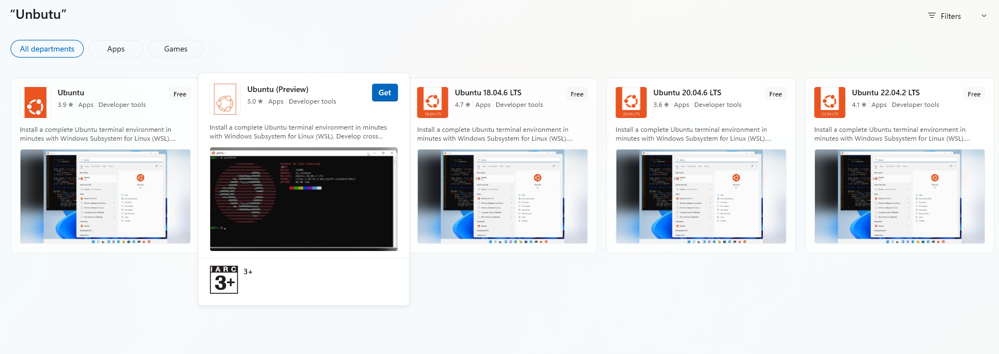 “Unbutu”
Filters
All departments
Apps
Games
Ubuntu
3.9 ★ Apps Developer tools
Free
Install a complete Ubuntu terminal environment in
minutes with Windows Subsystem for Linux (WSL)....
Ubuntu (Preview)
5.0 ★ Apps Developer tools
Get
Install a complete Ubuntu terminal environment in minutes
with Windows Subsystem for Linux (WSL). Develop cross...
IARC
3+
3+
Ubuntu 18.04.6 LTS
4.7 ★ Apps Developer tools
Free
18.04 LTS
Install a complete Ubuntu terminal environment in
minutes with Windows Subsystem for Linux (WSL)....
Ubuntu 20.04.6 LTS
3.6 ★ Apps Developer tools
Free
20.04 LTS
Install a complete Ubuntu terminal environment in
minutes with Windows Subsystem for Linux (WSL)....
Ubuntu 22.04.2 LTS
4.1 ★ Apps Developer tools
Free
22.04 LTS
Install a complete Ubuntu terminal environment in
minutes with Windows Subsystem for Linux (WSL)....